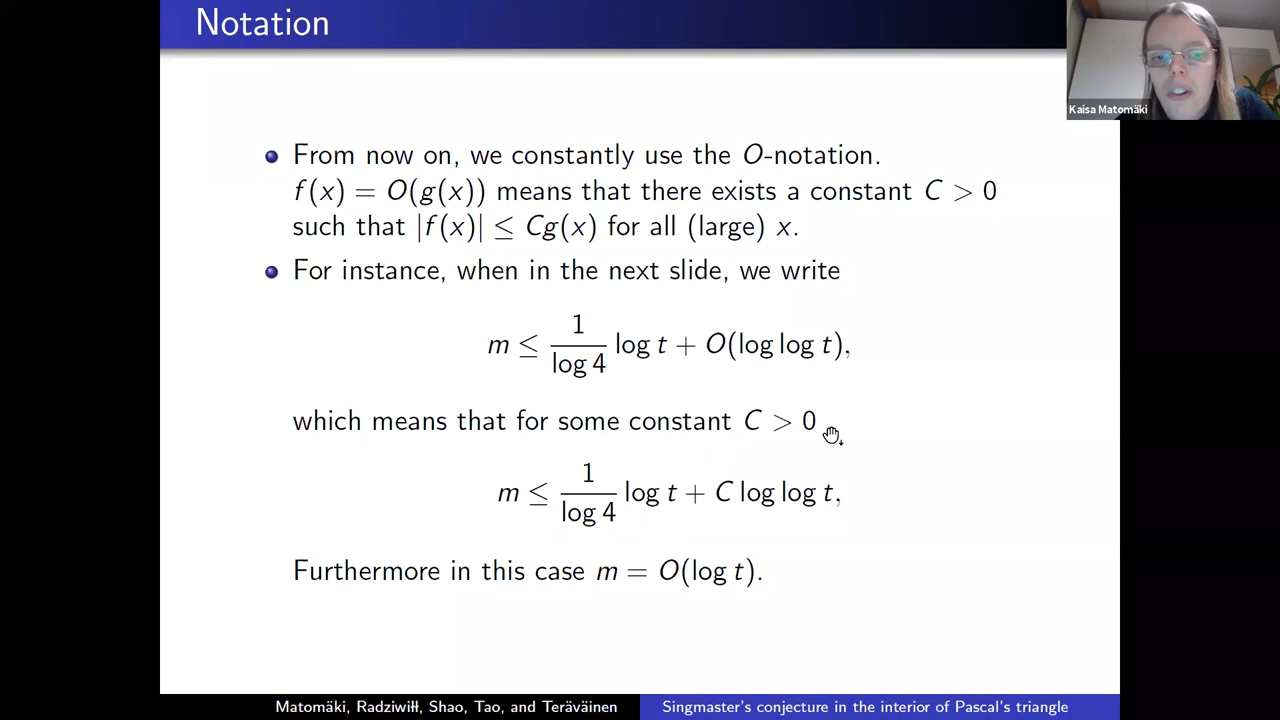 Notation
Kaisa Matomäki
From now on, we constantly use the O-notation.
f(x) = O(g(x)) means that there exists a constant C > 0
such that |f(x)| ≤ Cg(x) for all (large) x.
For instance, when in the next slide, we write
m ≤ \frac{1}{\log 4} log t + O(log log t),
which means that for some constant C > 0
m ≤ \frac{1}{\log 4} log t + C log log t,
Furthermore in this case m = O(log t).
Matomäki, Radziwiłł, Shao, Tao, and Teräväinen
Singmaster's conjecture in the interior of Pascal's triangle